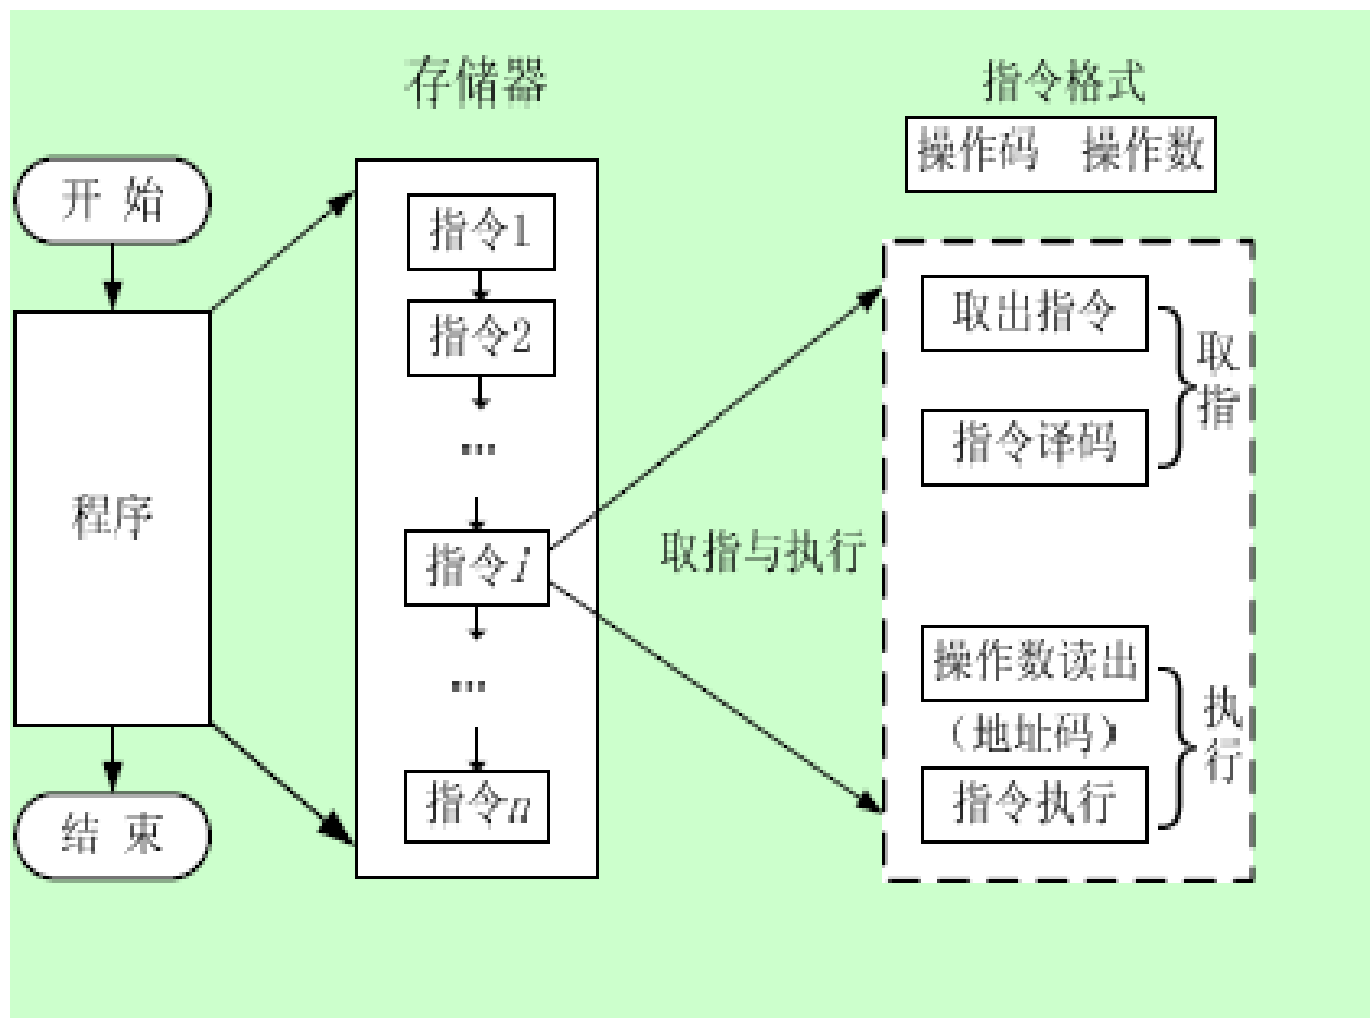 存储器
指令格式
操作码 操作数
开 始
程序
结 束
指令1
指令2
...
指令i
...
指令n
取指与执行
取出指令
指令译码
取指
操作数读出
(地址码)
指令执行
执行